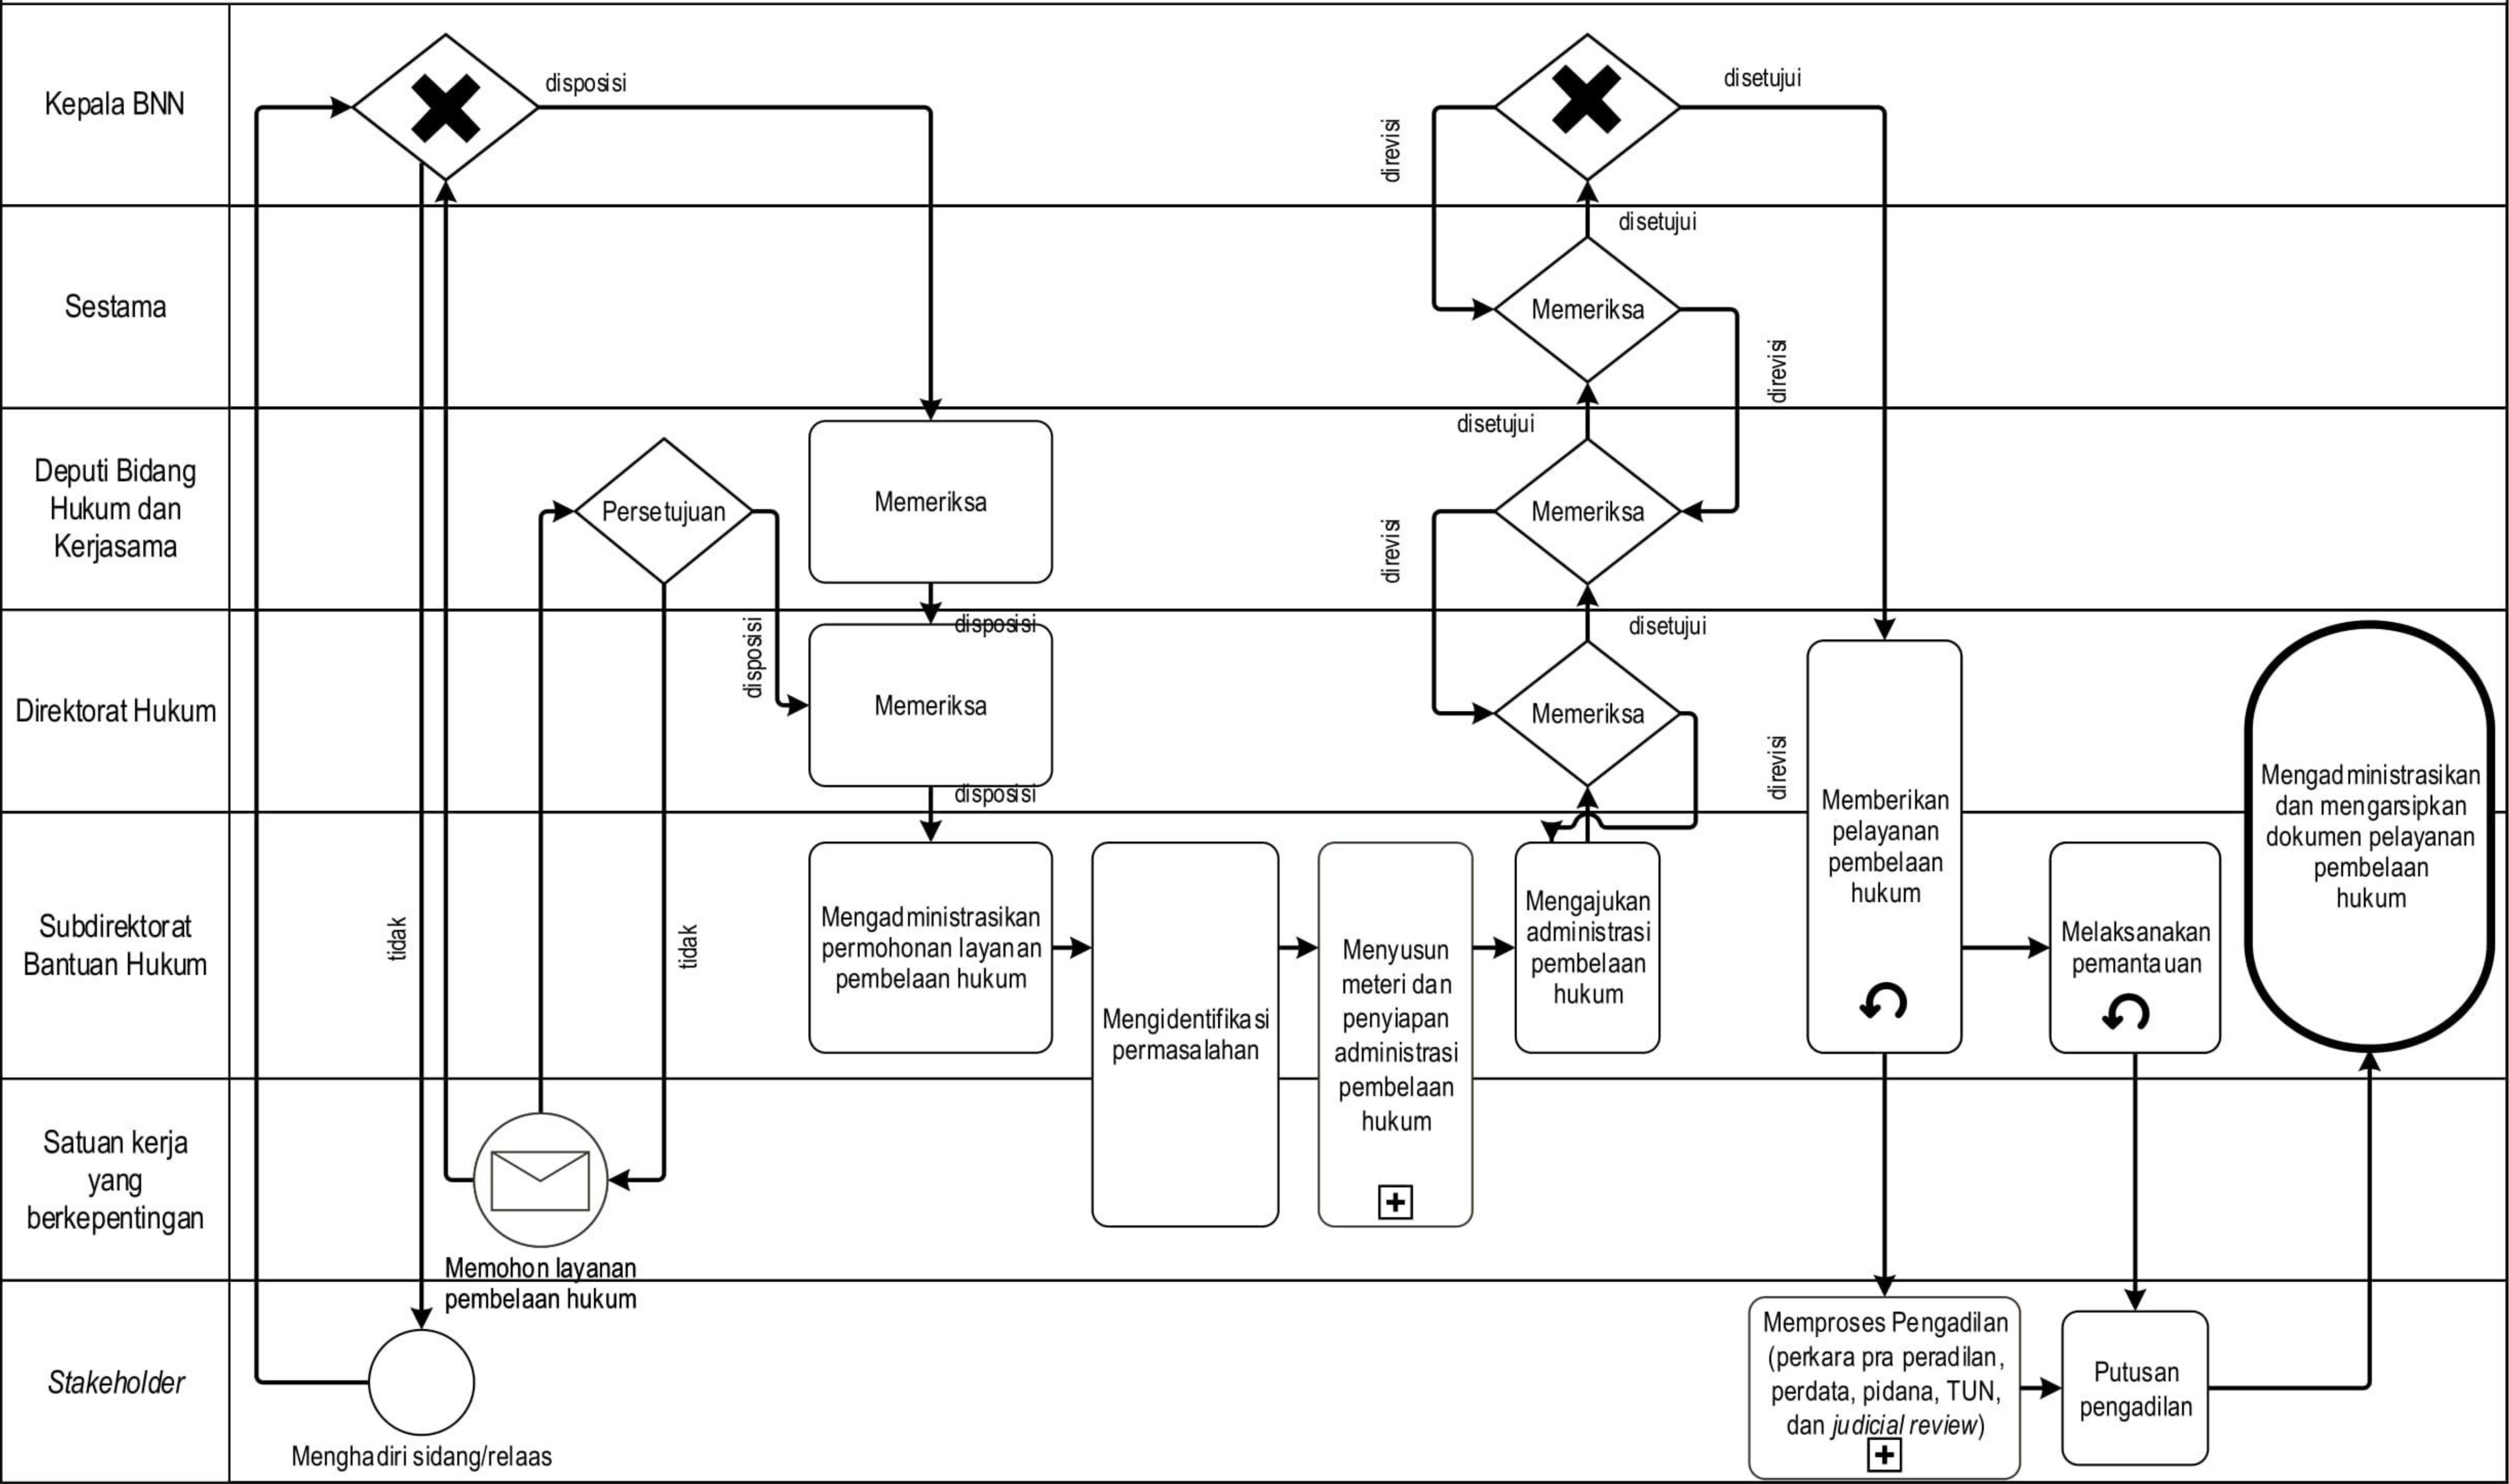 Kepala BNN
disposisi
disetujui
direvisi
Sestama
disetujui
Memeriksa
direvisi
Deputi Bidang
Hukum dan
Kerjasama
Persetujuan
Memeriksa
disetujui
Memeriksa
direvisi
Direktorat Hukum
disposisi
disposisi
Memeriksa
disposisi
disetujui
Memeriksa
direvisi
Subdirektorat
Bantuan Hukum
tidak
tidak
Mengadministrasikan
permohonan layanan
pembelaan hukum
Mengidentifikasi
permasalahan
Menyusun
meteri dan
penyiapan
administrasi
pembelaan
hukum
Mengajukan
administrasi
pembelaan
hukum
Memberikan
pelayanan
pembelaan
hukum
Melaksanakan
pemantauan
Mengadministrasikan
dan mengarsipkan
dokumen pelayanan
pembelaan
hukum
Satuan kerja
yang
berkepentingan
Memohon layanan
pembelaan hukum
Stakeholder
Menghadiri sidang/relaas
Memproses Pengadilan
(perkara pra peradilan,
perdata, pidana, TUN,
dan judicial review)
Putusan
pengadilan